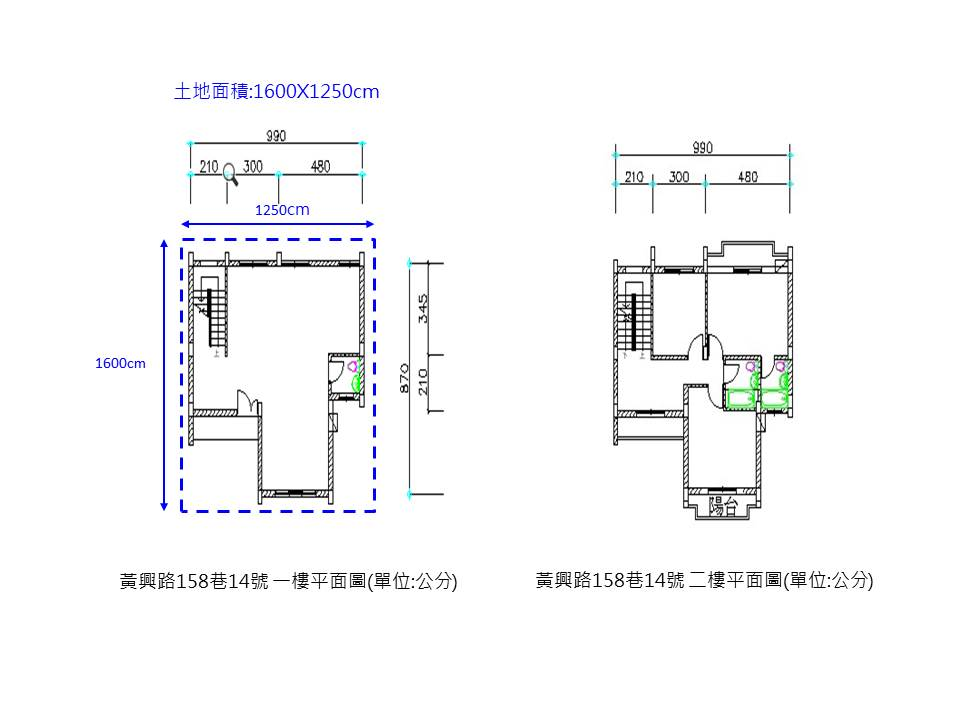 土地面積:1600X1250cm
990
210 300 480
1250cm
1600cm
345
870
210
990
210 300 480
上
下 上
陽台
黃興路158巷14號 一樓平面圖(單位:公分)
黃興路158巷14號 二樓平面圖(單位:公分)